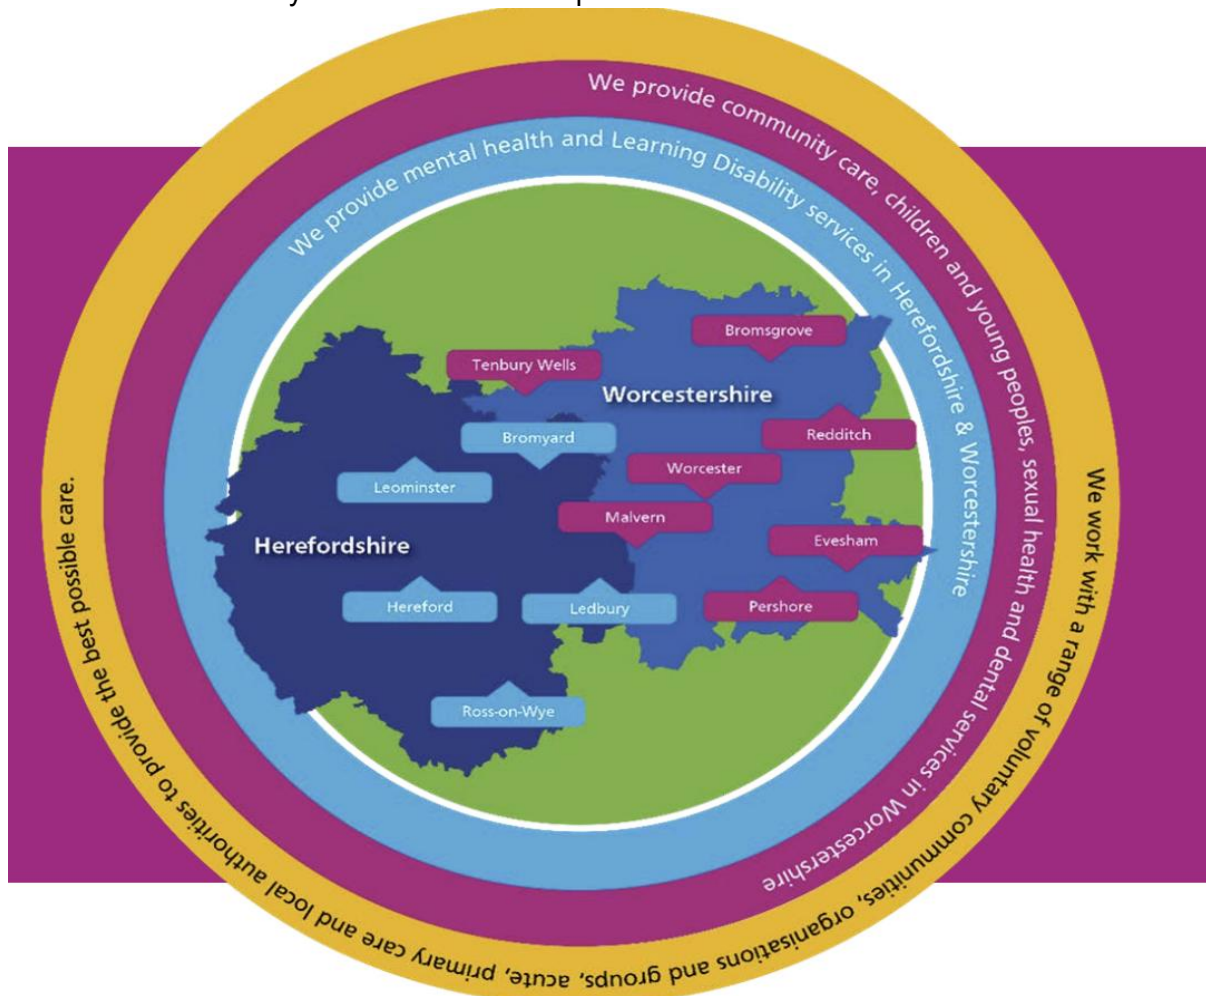 We provide community care, children and young peoples, sexual health and dental services in Worcestershire
We provide mental health and Learning Disability services in Herefordshire & Worcestershire
Bromsgrove
Tenbury Wells
Worcestershire
Bromyard
Redditch
Worcester
Leominster
Malvern
Herefordshire
Evesham
Hereford
Ledbury
Pershore
Ross-on-Wye
We work with a range of voluntary communities, organisations and groups, acute, primary care and local authorities to provide the best possible care.